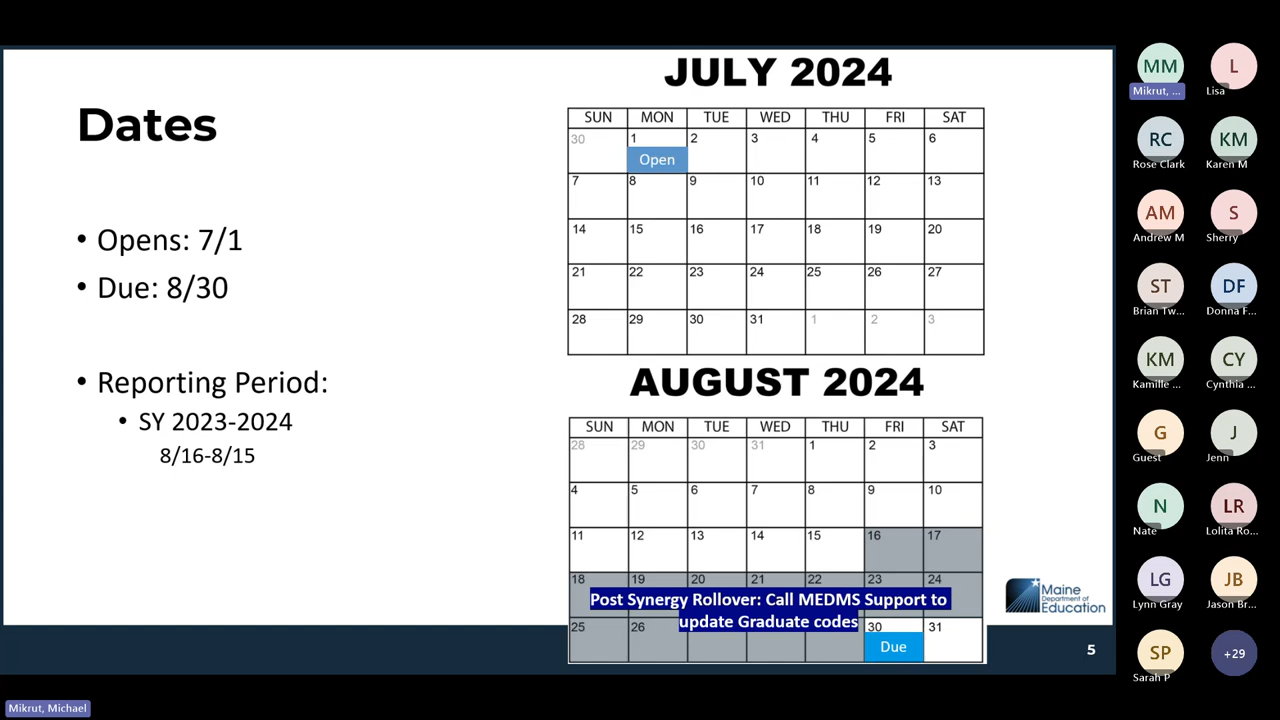 Dates
• Opens: 7/1
• Due: 8/30
• Reporting Period:
• SY 2023-2024
8/16-8/15
JULY 2024
SUN MON TUE WED THU FRI SAT
30 1 2 3 4 5 6
Open
7 8 9 10 11 12 13
14 15 16 17 18 19 20
21 22 23 24 25 26 27
28 29 30 31 1 2 3
AUGUST 2024
SUN MON TUE WED THU FRI SAT
28 29 30 31 1 2 3
4 5 6 7 8 9 10
11 12 13 14 15 16 17
18 19 20 21 22 23 24
Post Synergy Rollover: Call MEDMS Support to
update Graduate codes
25 26 30 31
Due
Maine
Department of
Education
5
MM L
Mikrut, ... Lisa
RC KM
Rose Clark Karen M
AM S
Andrew M Sherry
ST DF
Brian Tw... Donna F...
KM CY
Kamille ... Cynthia ...
G J
Guest Jenn
N LR
Nate Lolita Ro...
LG JB
Lynn Gray Jason Br...
SP +29
Sarah P
Mikrut, Michael